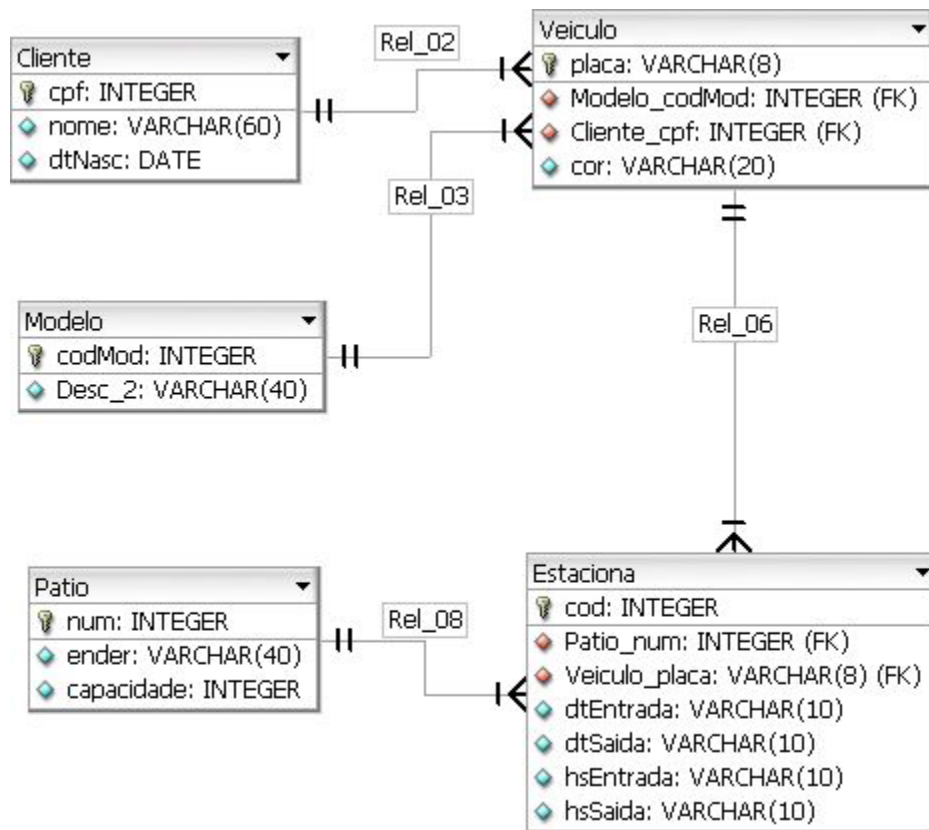 Cliente
cpf: INTEGER
nome: VARCHAR(60)
dtNasc: DATE
Rel_02
Veiculo
placa: VARCHAR(8)
Modelo_codMod: INTEGER (FK)
Cliente_cpf: INTEGER (FK)
cor: VARCHAR(20)
Rel_03
Modelo
codMod: INTEGER
Desc_2: VARCHAR(40)
Rel_06
Patio
num: INTEGER
ender: VARCHAR(40)
capacidade: INTEGER
Rel_08
Estaciona
cod: INTEGER
Patio_num: INTEGER (FK)
Veiculo_placa: VARCHAR(8) (FK)
dtEntrada: VARCHAR(10)
dtSaida: VARCHAR(10)
hsEntrada: VARCHAR(10)
hsSaida: VARCHAR(10)